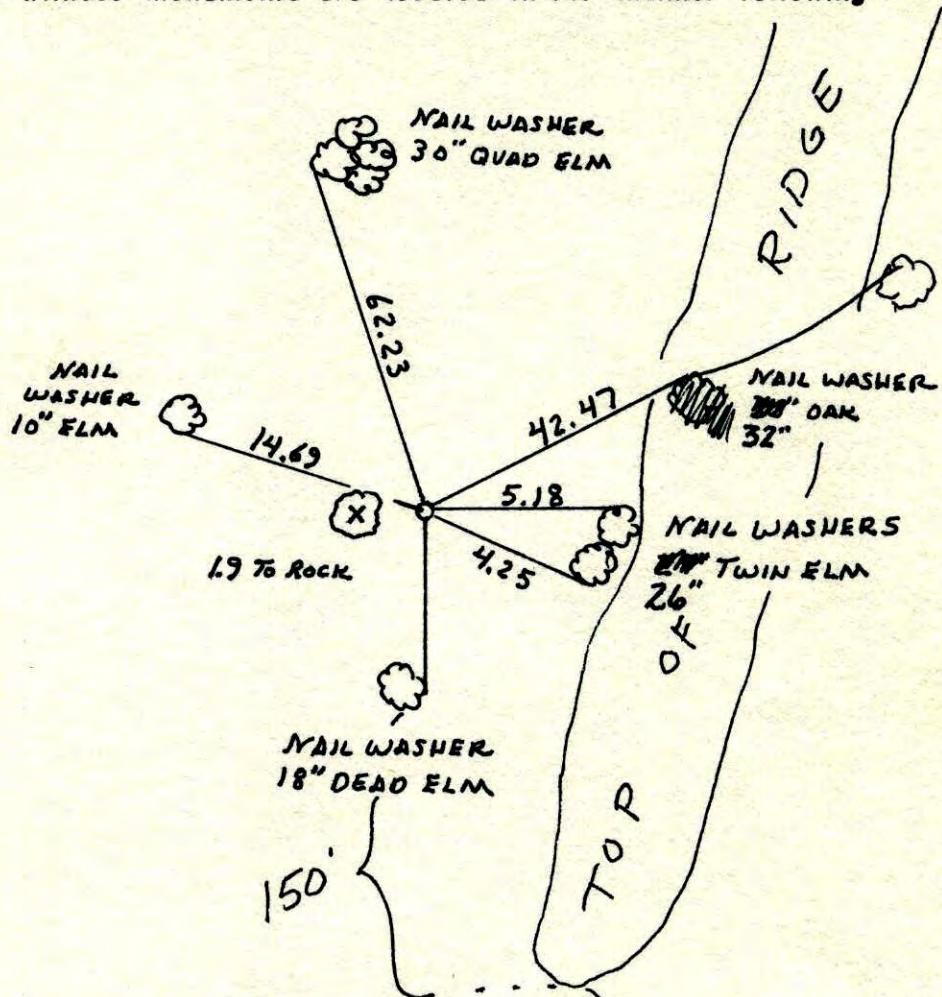 NAIL WASHER
30" QUAD ELM
RIDGE
62.23
NAIL
WASHER
10" ELM
14.69
42.47
NAIL WASHER
OAK
32"
5.18
4.25
1.9 TO ROCK
X
NAIL WASHERS
TWIN ELM
26"
OF
NAIL WASHER
18" DEAD ELM
TOP
150'